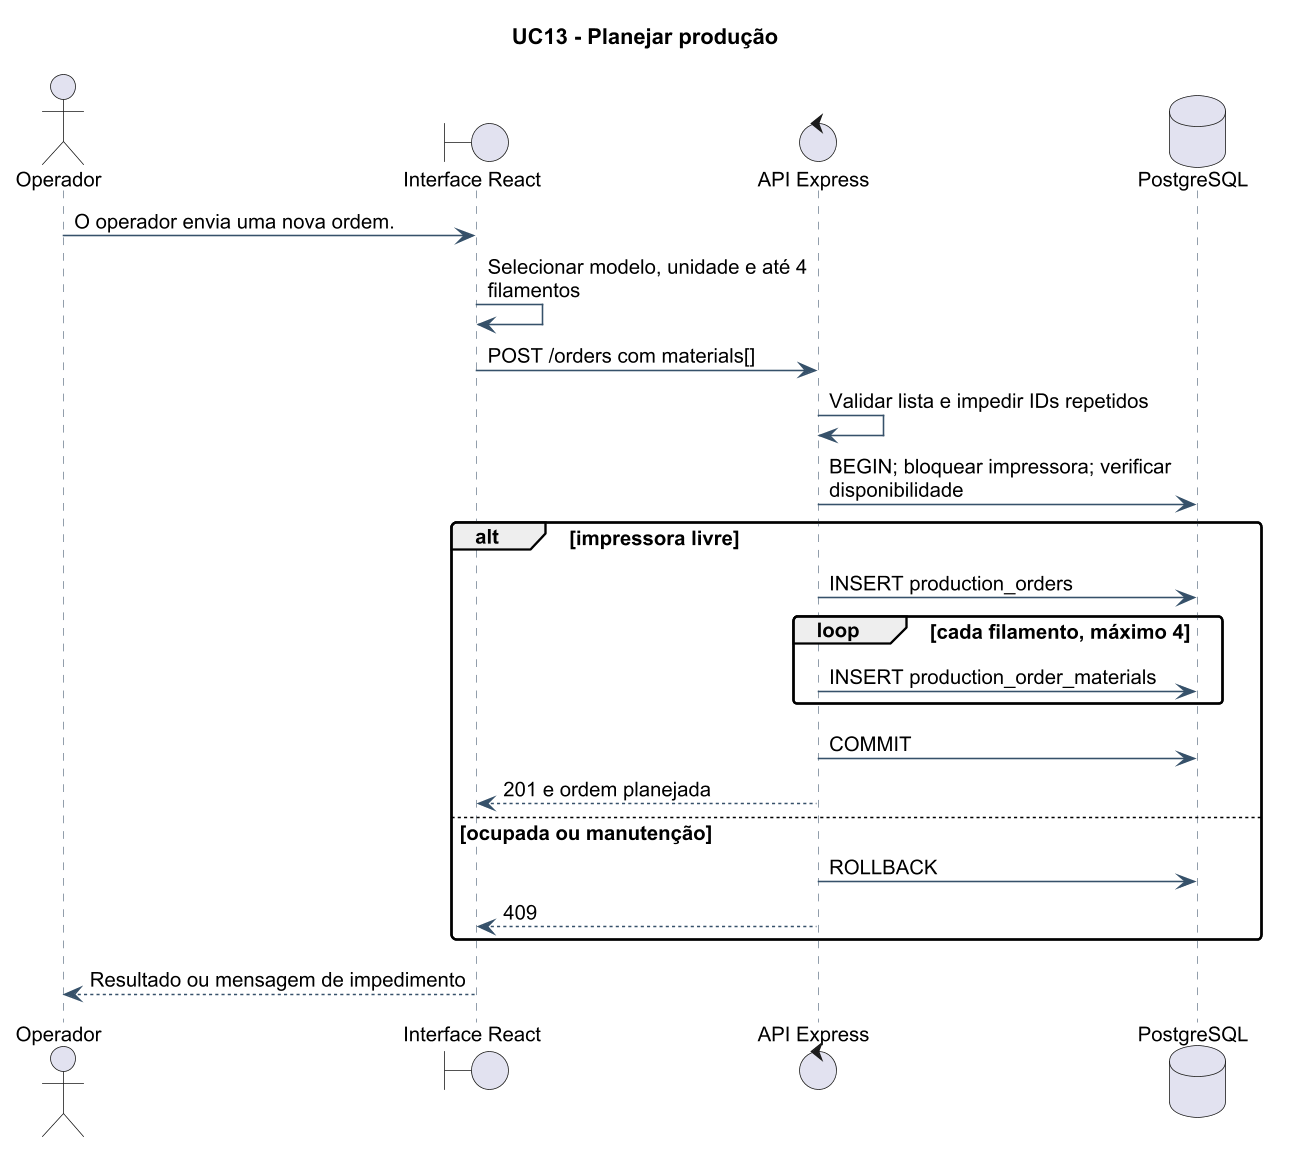 UC13 - Planejar produção
Operador
Interface React
API Express
PostgreSQL
O operador envia uma nova ordem.
Selecionar modelo, unidade e até 4
filamentos
POST /orders com materials[]
Validar lista e impedir IDs repetidos
BEGIN; bloquear impressora; verificar
disponibilidade
alt
[impressora livre]
INSERT production_orders
loop
[cada filamento, máximo 4]
INSERT production_order_materials
COMMIT
201 e ordem planejada
[ocupada ou manutenção]
ROLLBACK
409
Resultado ou mensagem de impedimento
Operador
Interface React
API Express
PostgreSQL